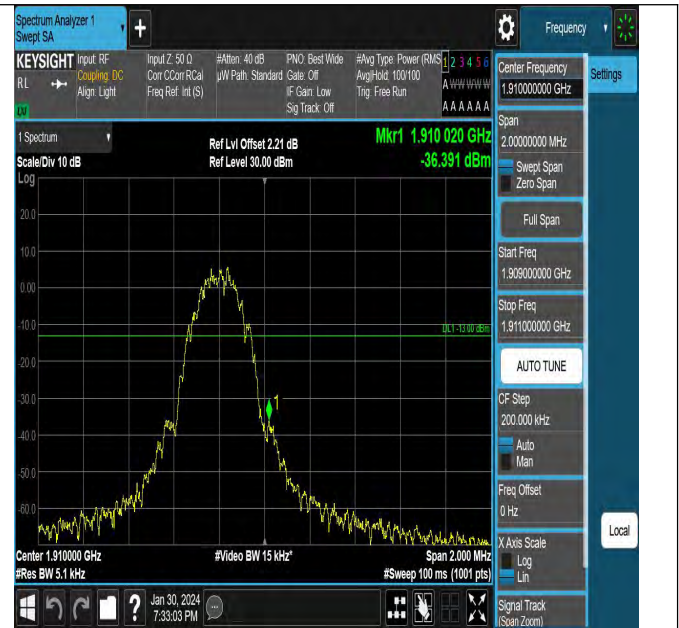 Spectrum Analyzer 1
Swept SA
+
Frequency
KEYSIGHT
RL
Input: RF
Coupling: DC
Align: Light
Input Z: 50 Ω
Corr CCorr RCal
Freq Ref: Int (S)
#Atten: 40 dB
µW Path: Standard
PNO: Best Wide
Gate: Off
IF Gain: Low
Sig Track: Off
#Avg Type: Power (RMS
Avg|Hold: 100/100
Trig: Free Run
1 2 3 4 5 6
A W W W W W
A A A A A A
1 Spectrum
Scale/Div 10 dB
Log
Ref Lvl Offset 2.21 dB
Ref Level 30.00 dBm
Mkr1 1.910 020 GHz
-36.391 dBm
20.0
10.0
0.00
-10.0
-20.0
-30.0
-40.0
-50.0
-60.0
DL1 -13.00 dBm
1
Center 1.910000 GHz
#Res BW 5.1 kHz
#Video BW 15 kHz*
Span 2.000 MHz
#Sweep 100 ms (1001 pts)
?
Jan 30, 2024
7:33:03 PM
Center Frequency
1.910000000 GHz
Settings
Span
2.00000000 MHz
Swept Span
Zero Span
Full Span
Start Freq
1.909000000 GHz
Stop Freq
1.911000000 GHz
AUTO TUNE
CF Step
200.000 kHz
Auto
Man
Freq Offset
0 Hz
X Axis Scale
Log
Lin
Local
Signal Track
(Span Zoom)